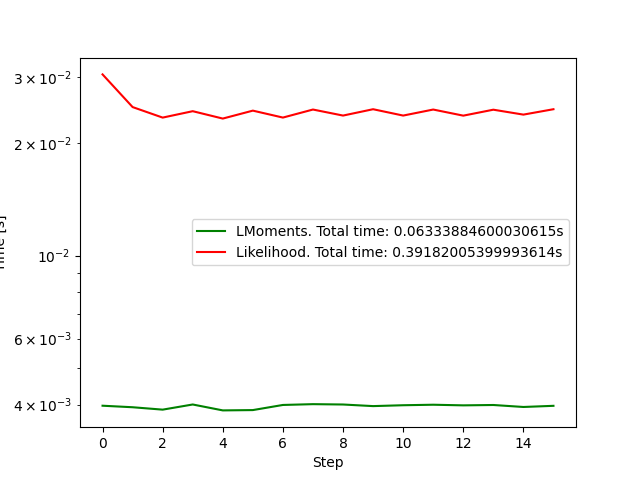 3 × 10⁻²
2 × 10⁻²
10⁻²
6 × 10⁻³
4 × 10⁻³
Time [s]
LMoments. Total time: 0.06333884600030615s
Likelihood. Total time: 0.39182005399993614s
0 2 4 6 8 10 12 14
Step